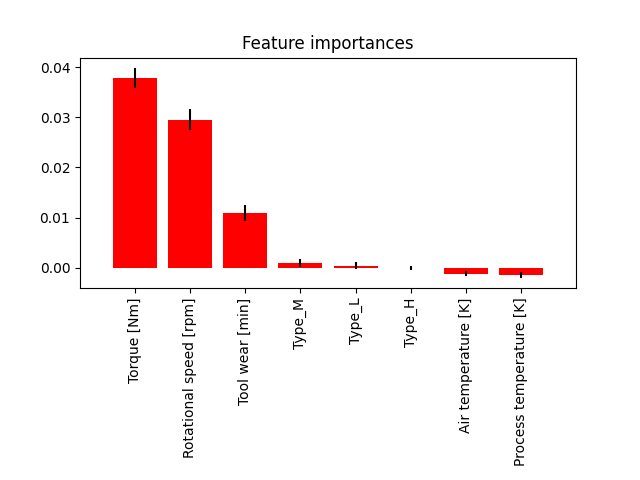 Feature importances
0.04
0.03
0.02
0.01
0.00
Torque [Nm]
Rotational speed [rpm]
Tool wear [min]
Type_M
Type_L
Type_H
Air temperature [K]
Process temperature [K]